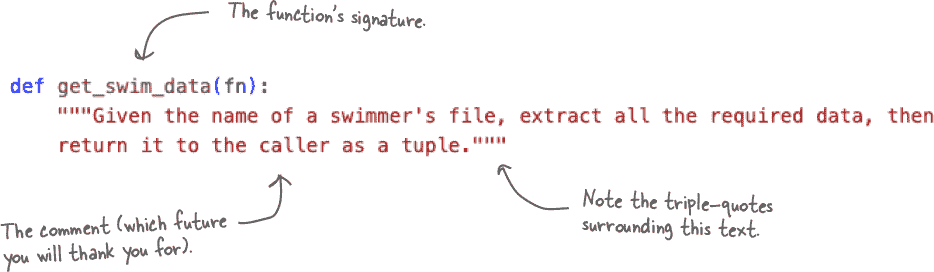 The function's signature.
def get_swim_data(fn):
"""Given the name of a swimmer's file, extract all the required data, then
return it to the caller as a tuple."""
The comment (which future
you will thank you for).
Note the triple-quotes
surrounding this text.